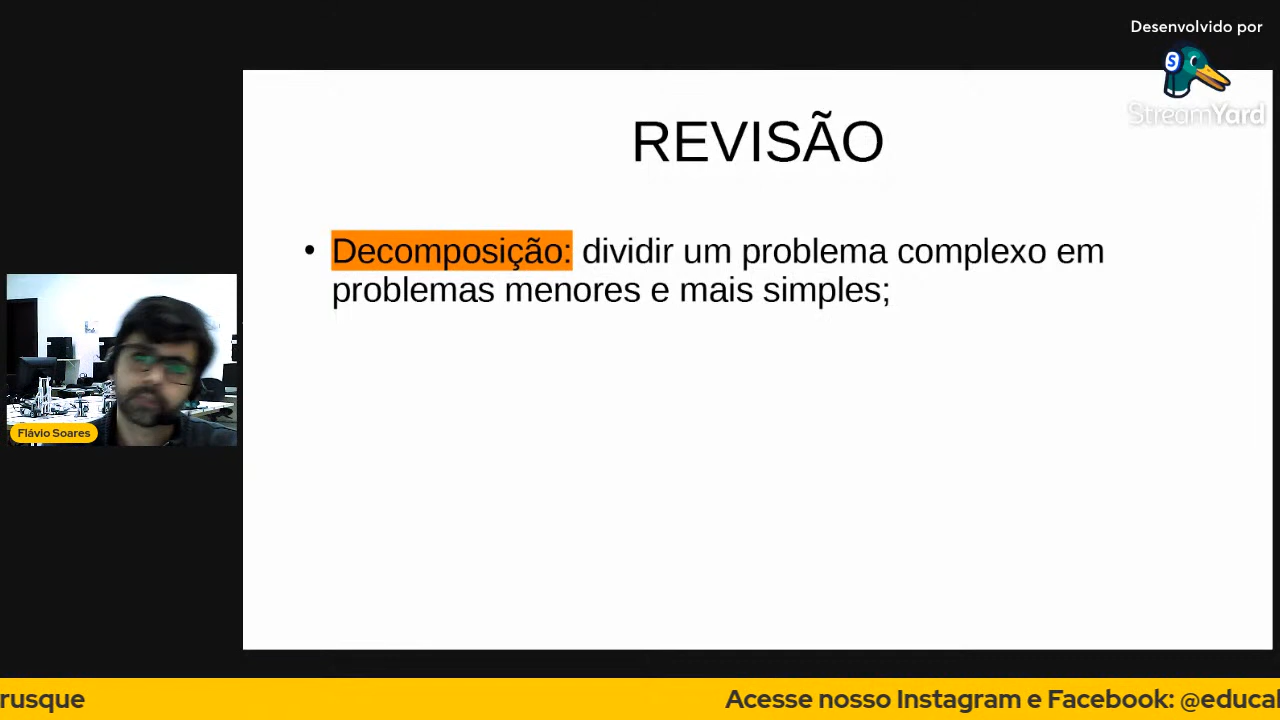 Desenvolvido por
StreamYard
REVISÃO
• Decomposição: dividir um problema complexo em
problemas menores e mais simples;
Flávio Soares
rusque
Acesse nosso Instagram e Facebook: @educa